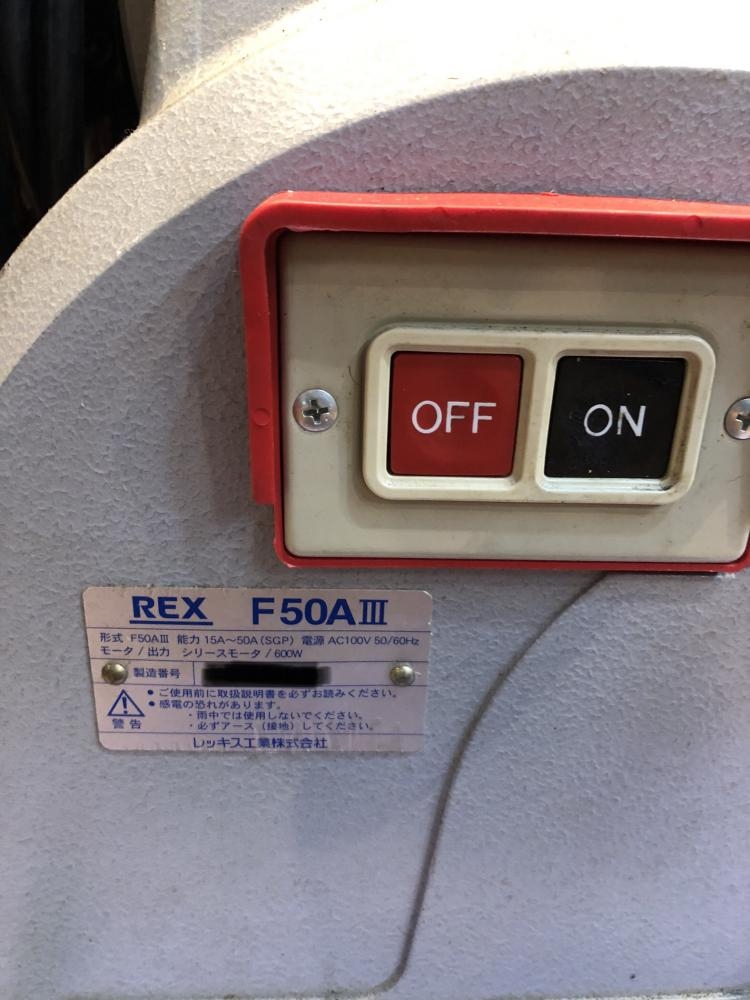 OFF ON
REX F50AⅢ
形式 F50AⅢ 能力 15A～50A(SGP) 電源 AC100V 50/60Hz
モータ/出力 シリースモータ/600W
製造番号
● ご使用前に取扱説明書を必ずお読みください。
● 感電の恐れがあります。
・雨中では使用しないでください。
警告 ・必ずアース（接地）してください。
レッキス工業株式会社